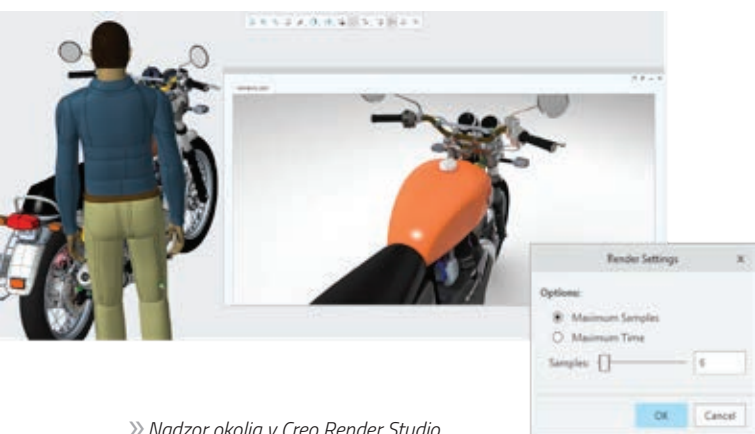 Render Settings X
Options:
Maximum Samples
Maximum Time
Samples: 6
OK Cancel
» Nadzor okolja v Creo Render Studio